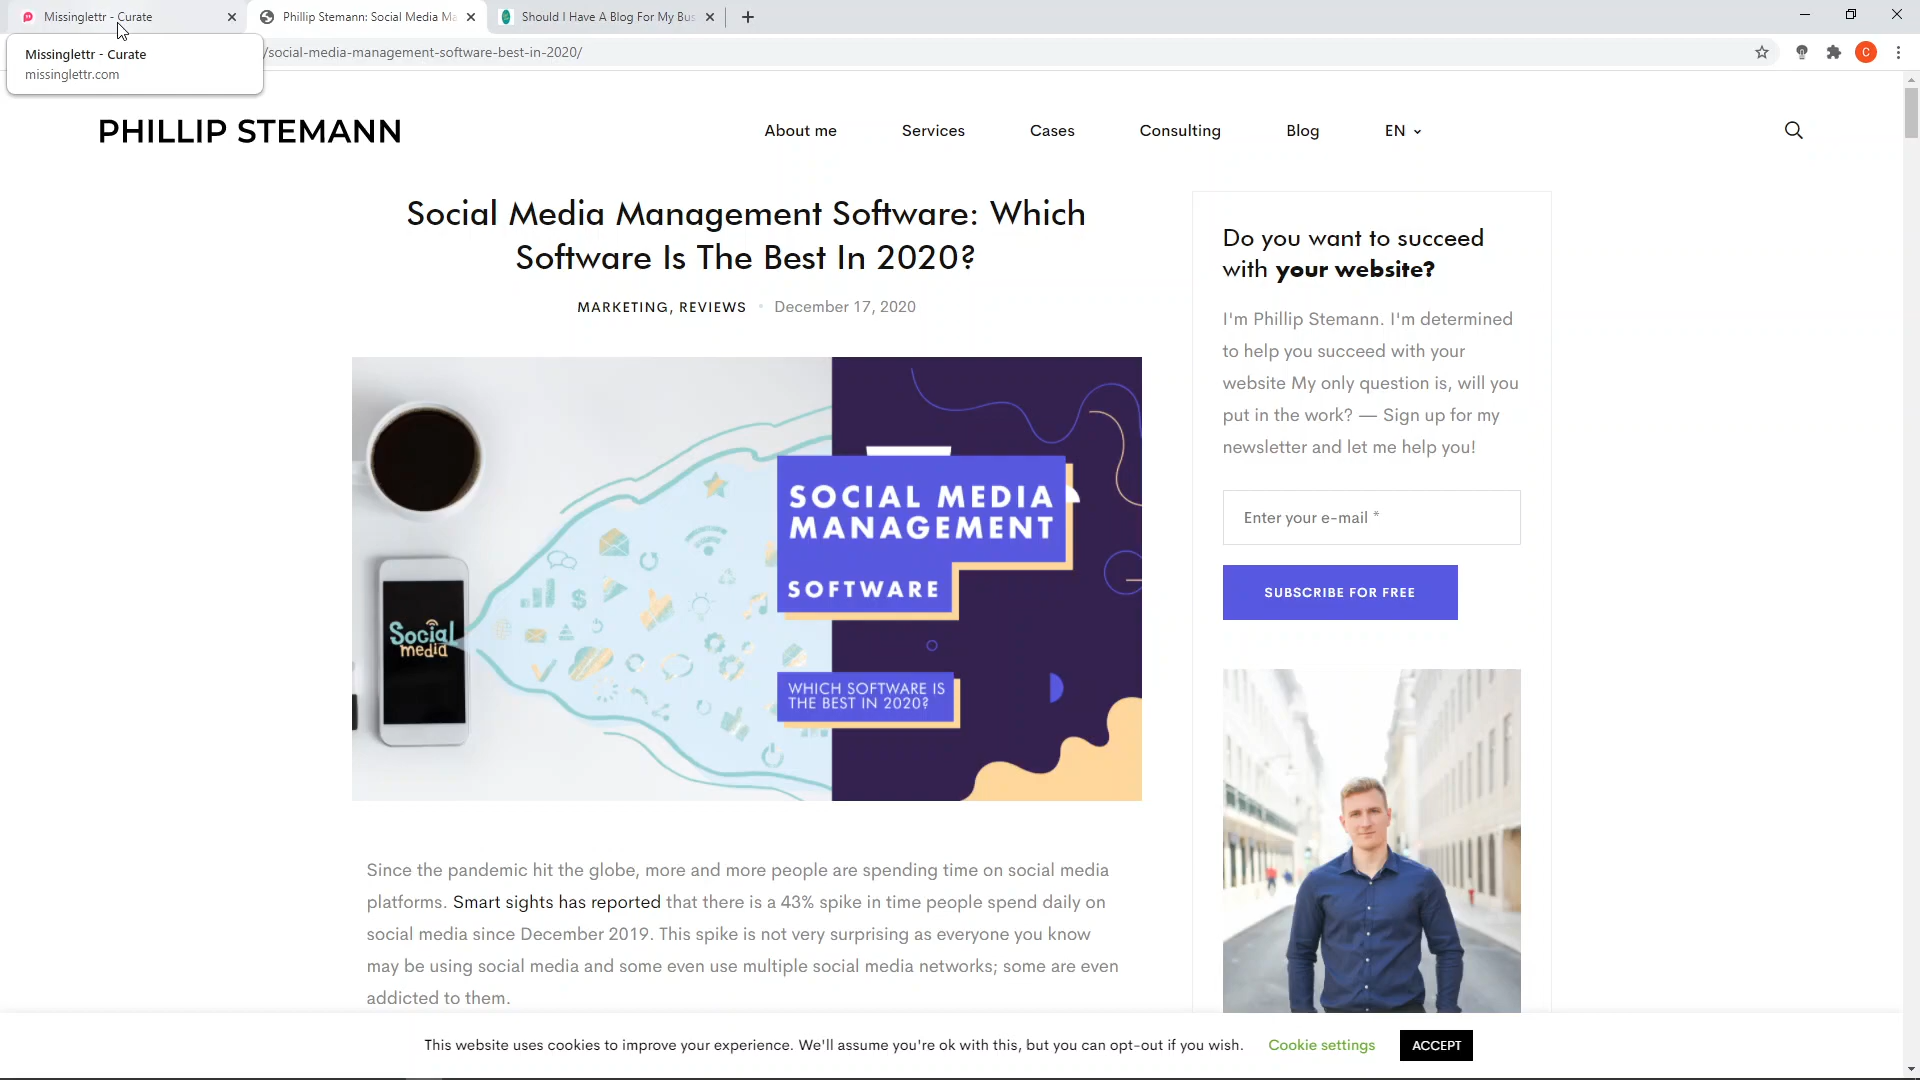 Missinglettr - Curate
Phillip Stemann: Social Media Ma
Should I Have A Blog For My Bus
Missinglettr - Curate
missinglettr.com
/social-media-management-software-best-in-2020/
C
PHILLIP STEMANN
About me
Services
Cases
Consulting
Blog
EN
Social Media Management Software: Which
Software Is The Best In 2020?
MARKETING, REVIEWS • December 17, 2020
SOCIAL MEDIA
MANAGEMENT
SOFTWARE
WHICH SOFTWARE IS
THE BEST IN 2020?
Social
media
Since the pandemic hit the globe, more and more people are spending time on social media
platforms. Smart sights has reported that there is a 43% spike in time people spend daily on
social media since December 2019. This spike is not very surprising as everyone you know
may be using social media and some even use multiple social media networks; some are even
addicted to them.
Do you want to succeed
with your website?
I'm Phillip Stemann. I'm determined
to help you succeed with your
website My only question is, will you
put in the work? — Sign up for my
newsletter and let me help you!
Enter your e-mail *
SUBSCRIBE FOR FREE
This website uses cookies to improve your experience. We'll assume you're ok with this, but you can opt-out if you wish.
Cookie settings
ACCEPT